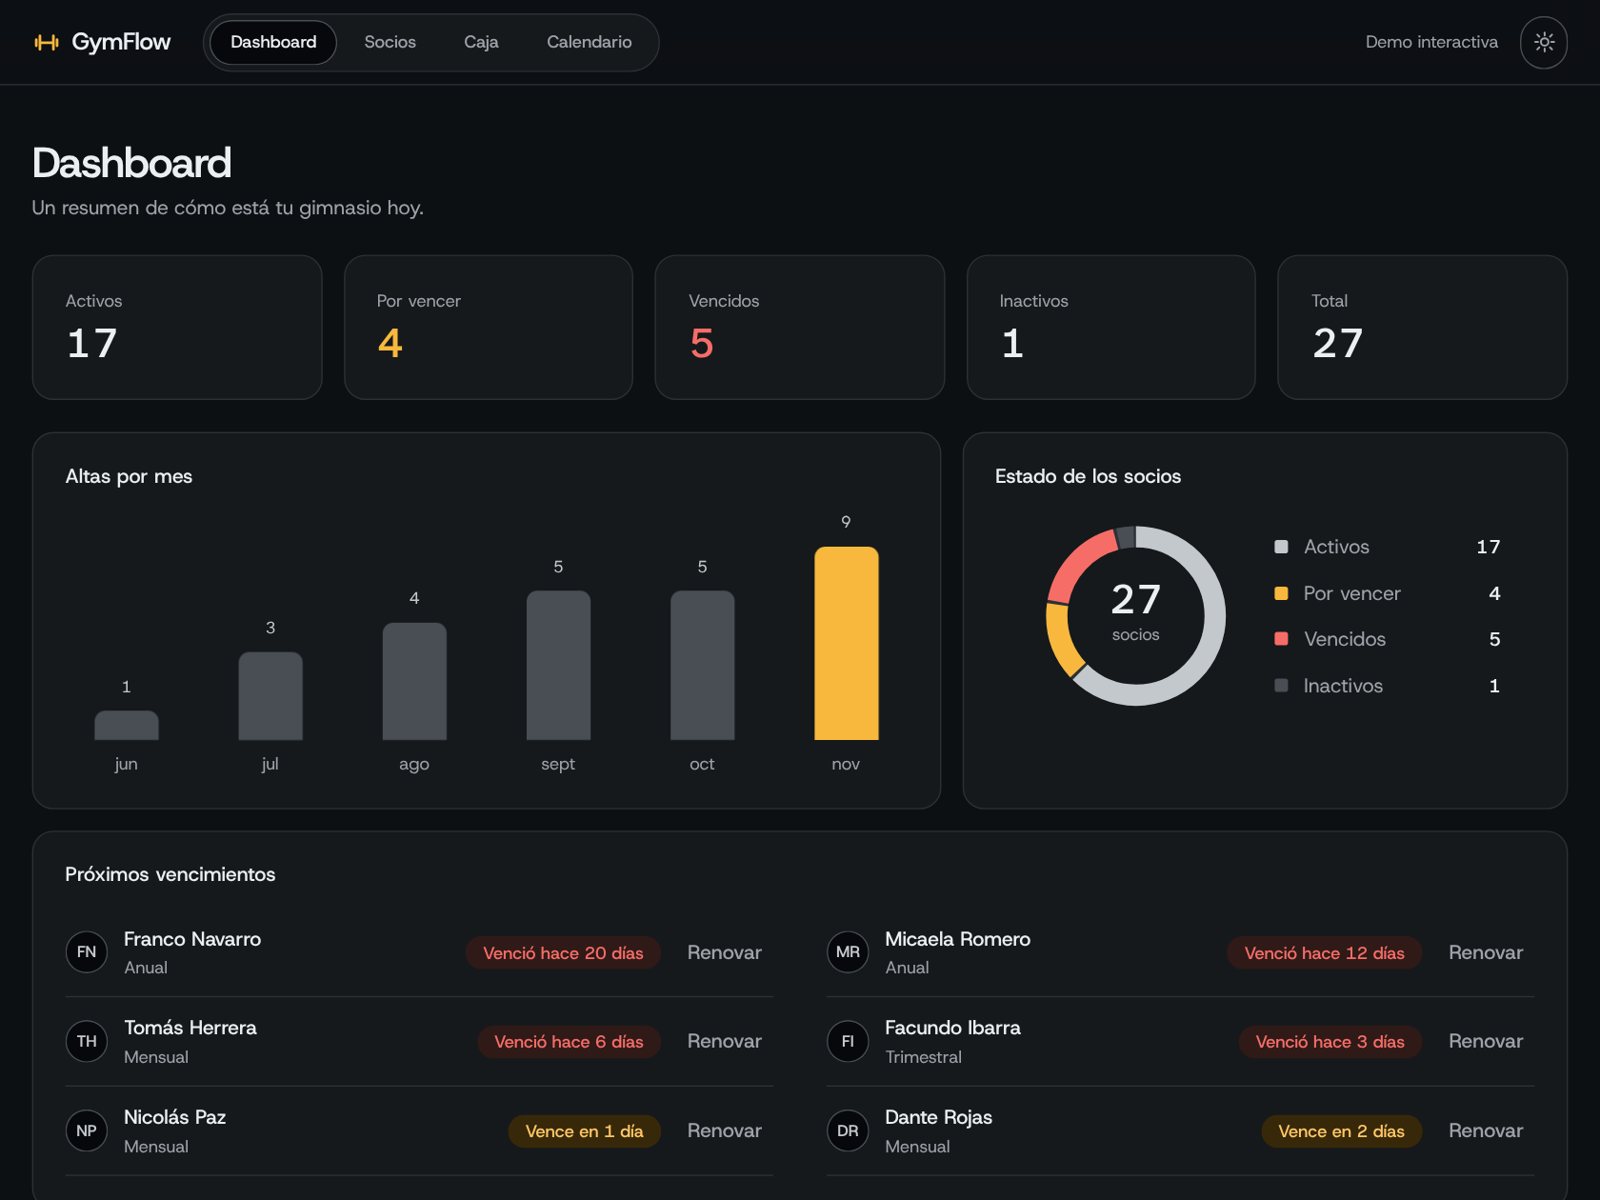 GymFlow
Dashboard
Socios
Caja
Calendario
Demo interactiva
Dashboard
Un resumen de cómo está tu gimnasio hoy.
Activos
17
Por vencer
4
Vencidos
5
Inactivos
1
Total
27
Altas por mes
1
3
4
5
5
9
jun
jul
ago
sept
oct
nov
Estado de los socios
27
socios
Activos 17
Por vencer 4
Vencidos 5
Inactivos 1
Próximos vencimientos
FN
Franco Navarro
Anual
Venció hace 20 días
Renovar
MR
Micaela Romero
Anual
Venció hace 12 días
Renovar
TH
Tomás Herrera
Mensual
Venció hace 6 días
Renovar
FI
Facundo Ibarra
Trimestral
Venció hace 3 días
Renovar
NP
Nicolás Paz
Mensual
Vence en 1 día
Renovar
DR
Dante Rojas
Mensual
Vence en 2 días
Renovar